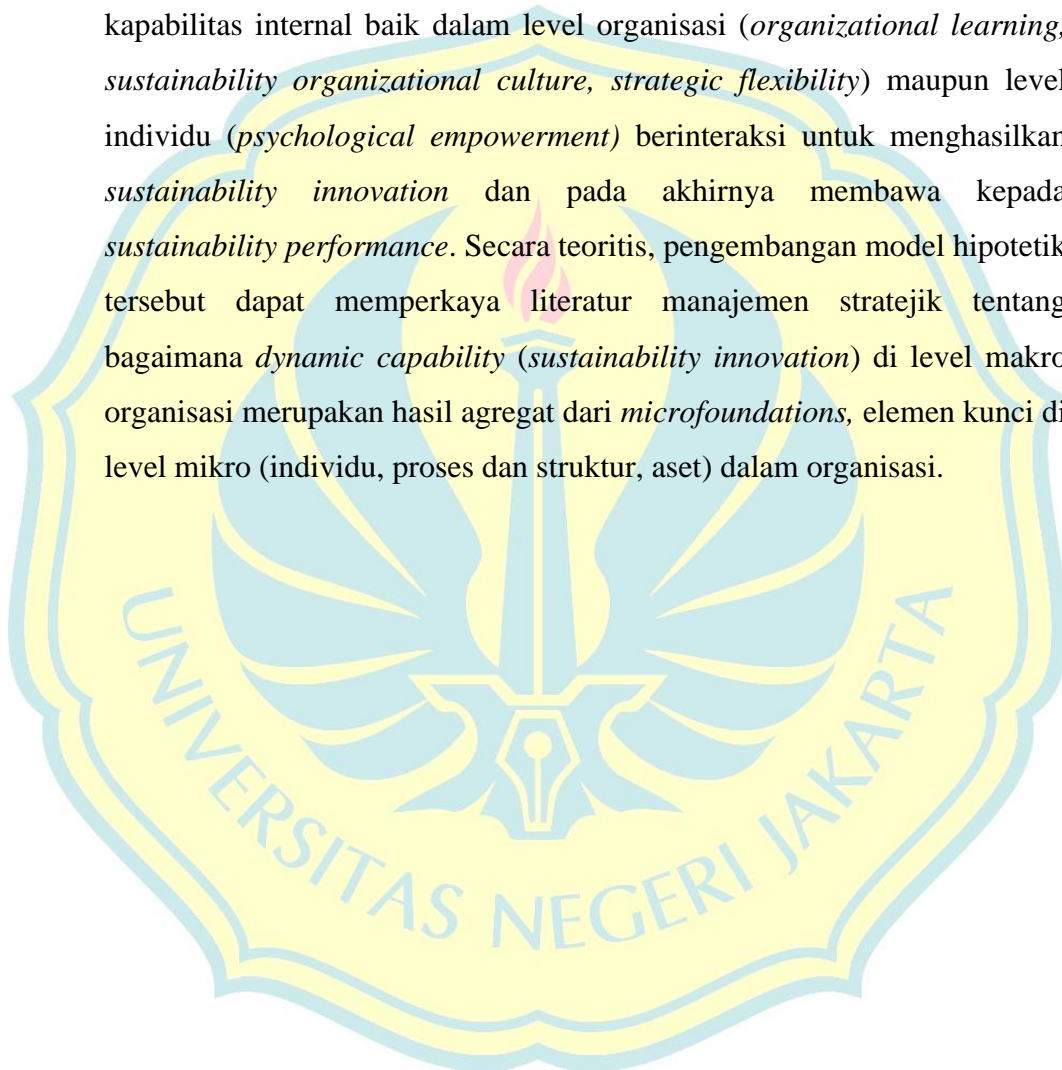 kapabilitas internal baik dalam level organisasi (organizational learning,
sustainability organizational culture, strategic flexibility) maupun level
individu (psychological empowerment) berinteraksi untuk menghasilkan
sustainability innovation dan pada akhirnya membawa kepada
sustainability performance. Secara teoritis, pengembangan model hipotetik
tersebut dapat memperkaya literatur manajemen stratejik tentang
bagaimana dynamic capability (sustainability innovation) di level makro
organisasi merupakan hasil agregat dari microfoundations, elemen kunci di
level mikro (individu, proses dan struktur, aset) dalam organisasi.
UNIVERSITAS NEGERI JAKARTA